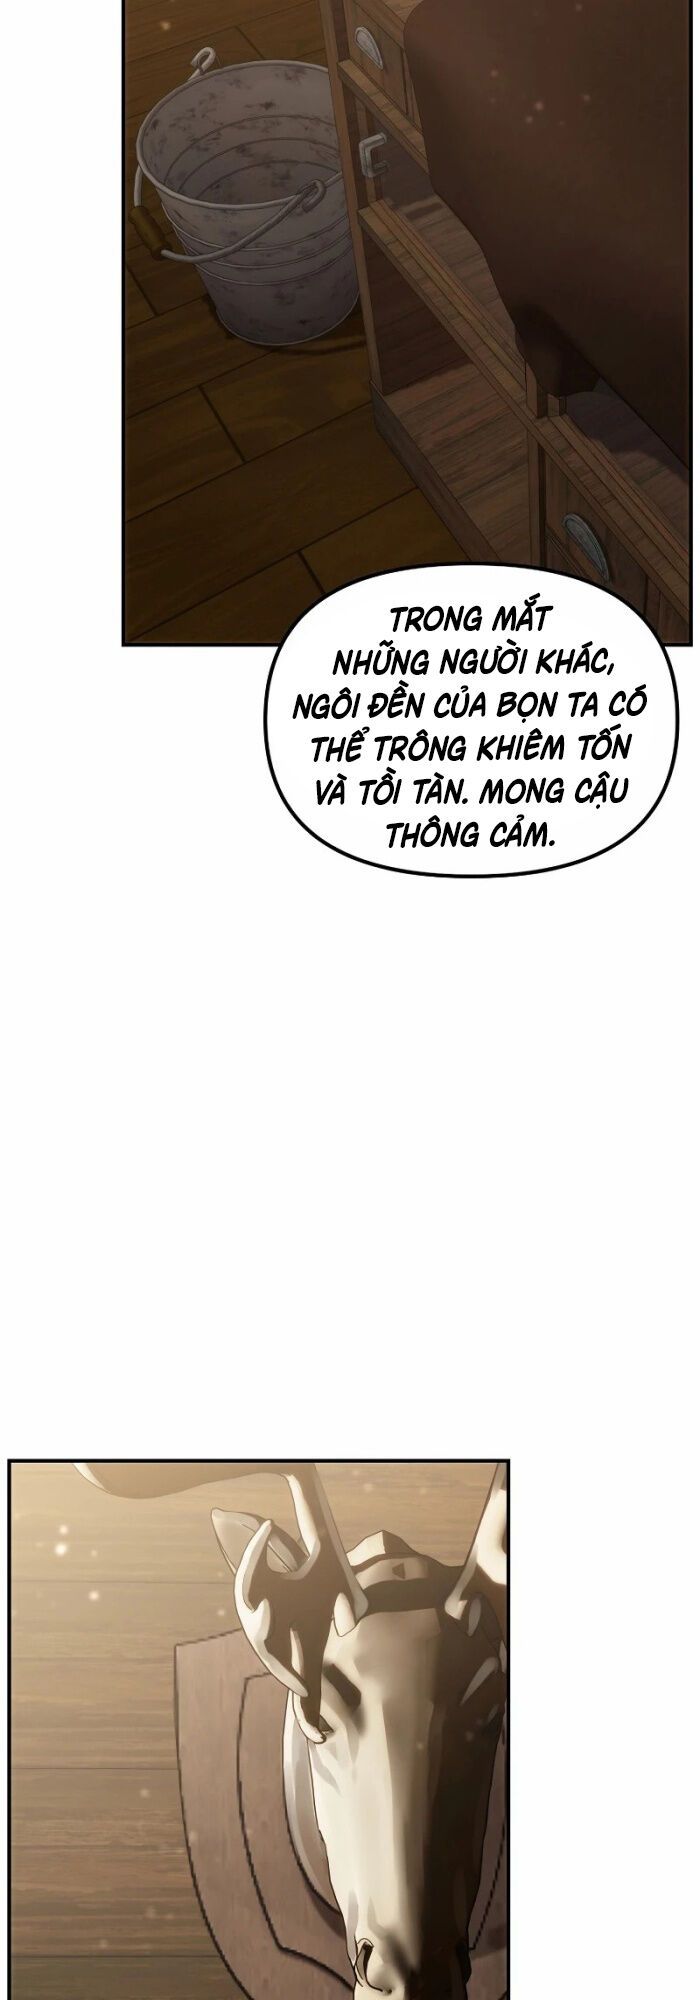 TRONG MẮT
NHỮNG NGƯỜI KHÁC,
NGÔI ĐỀN CỦA BỌN TA CÓ
THỂ TRÔNG KHIÊM TỐN
VÀ TỒI TÀN. MONG CẬU
THÔNG CẢM.